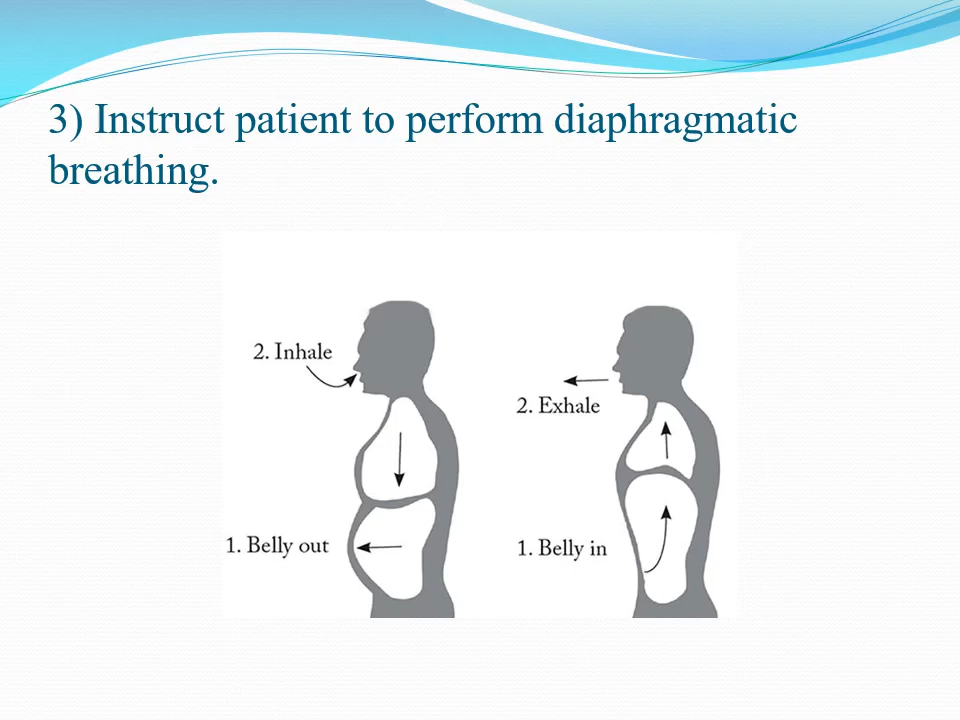 3) Instruct patient to perform diaphragmatic
breathing.
2. Inhale
1. Belly out
2. Exhale
1. Belly in